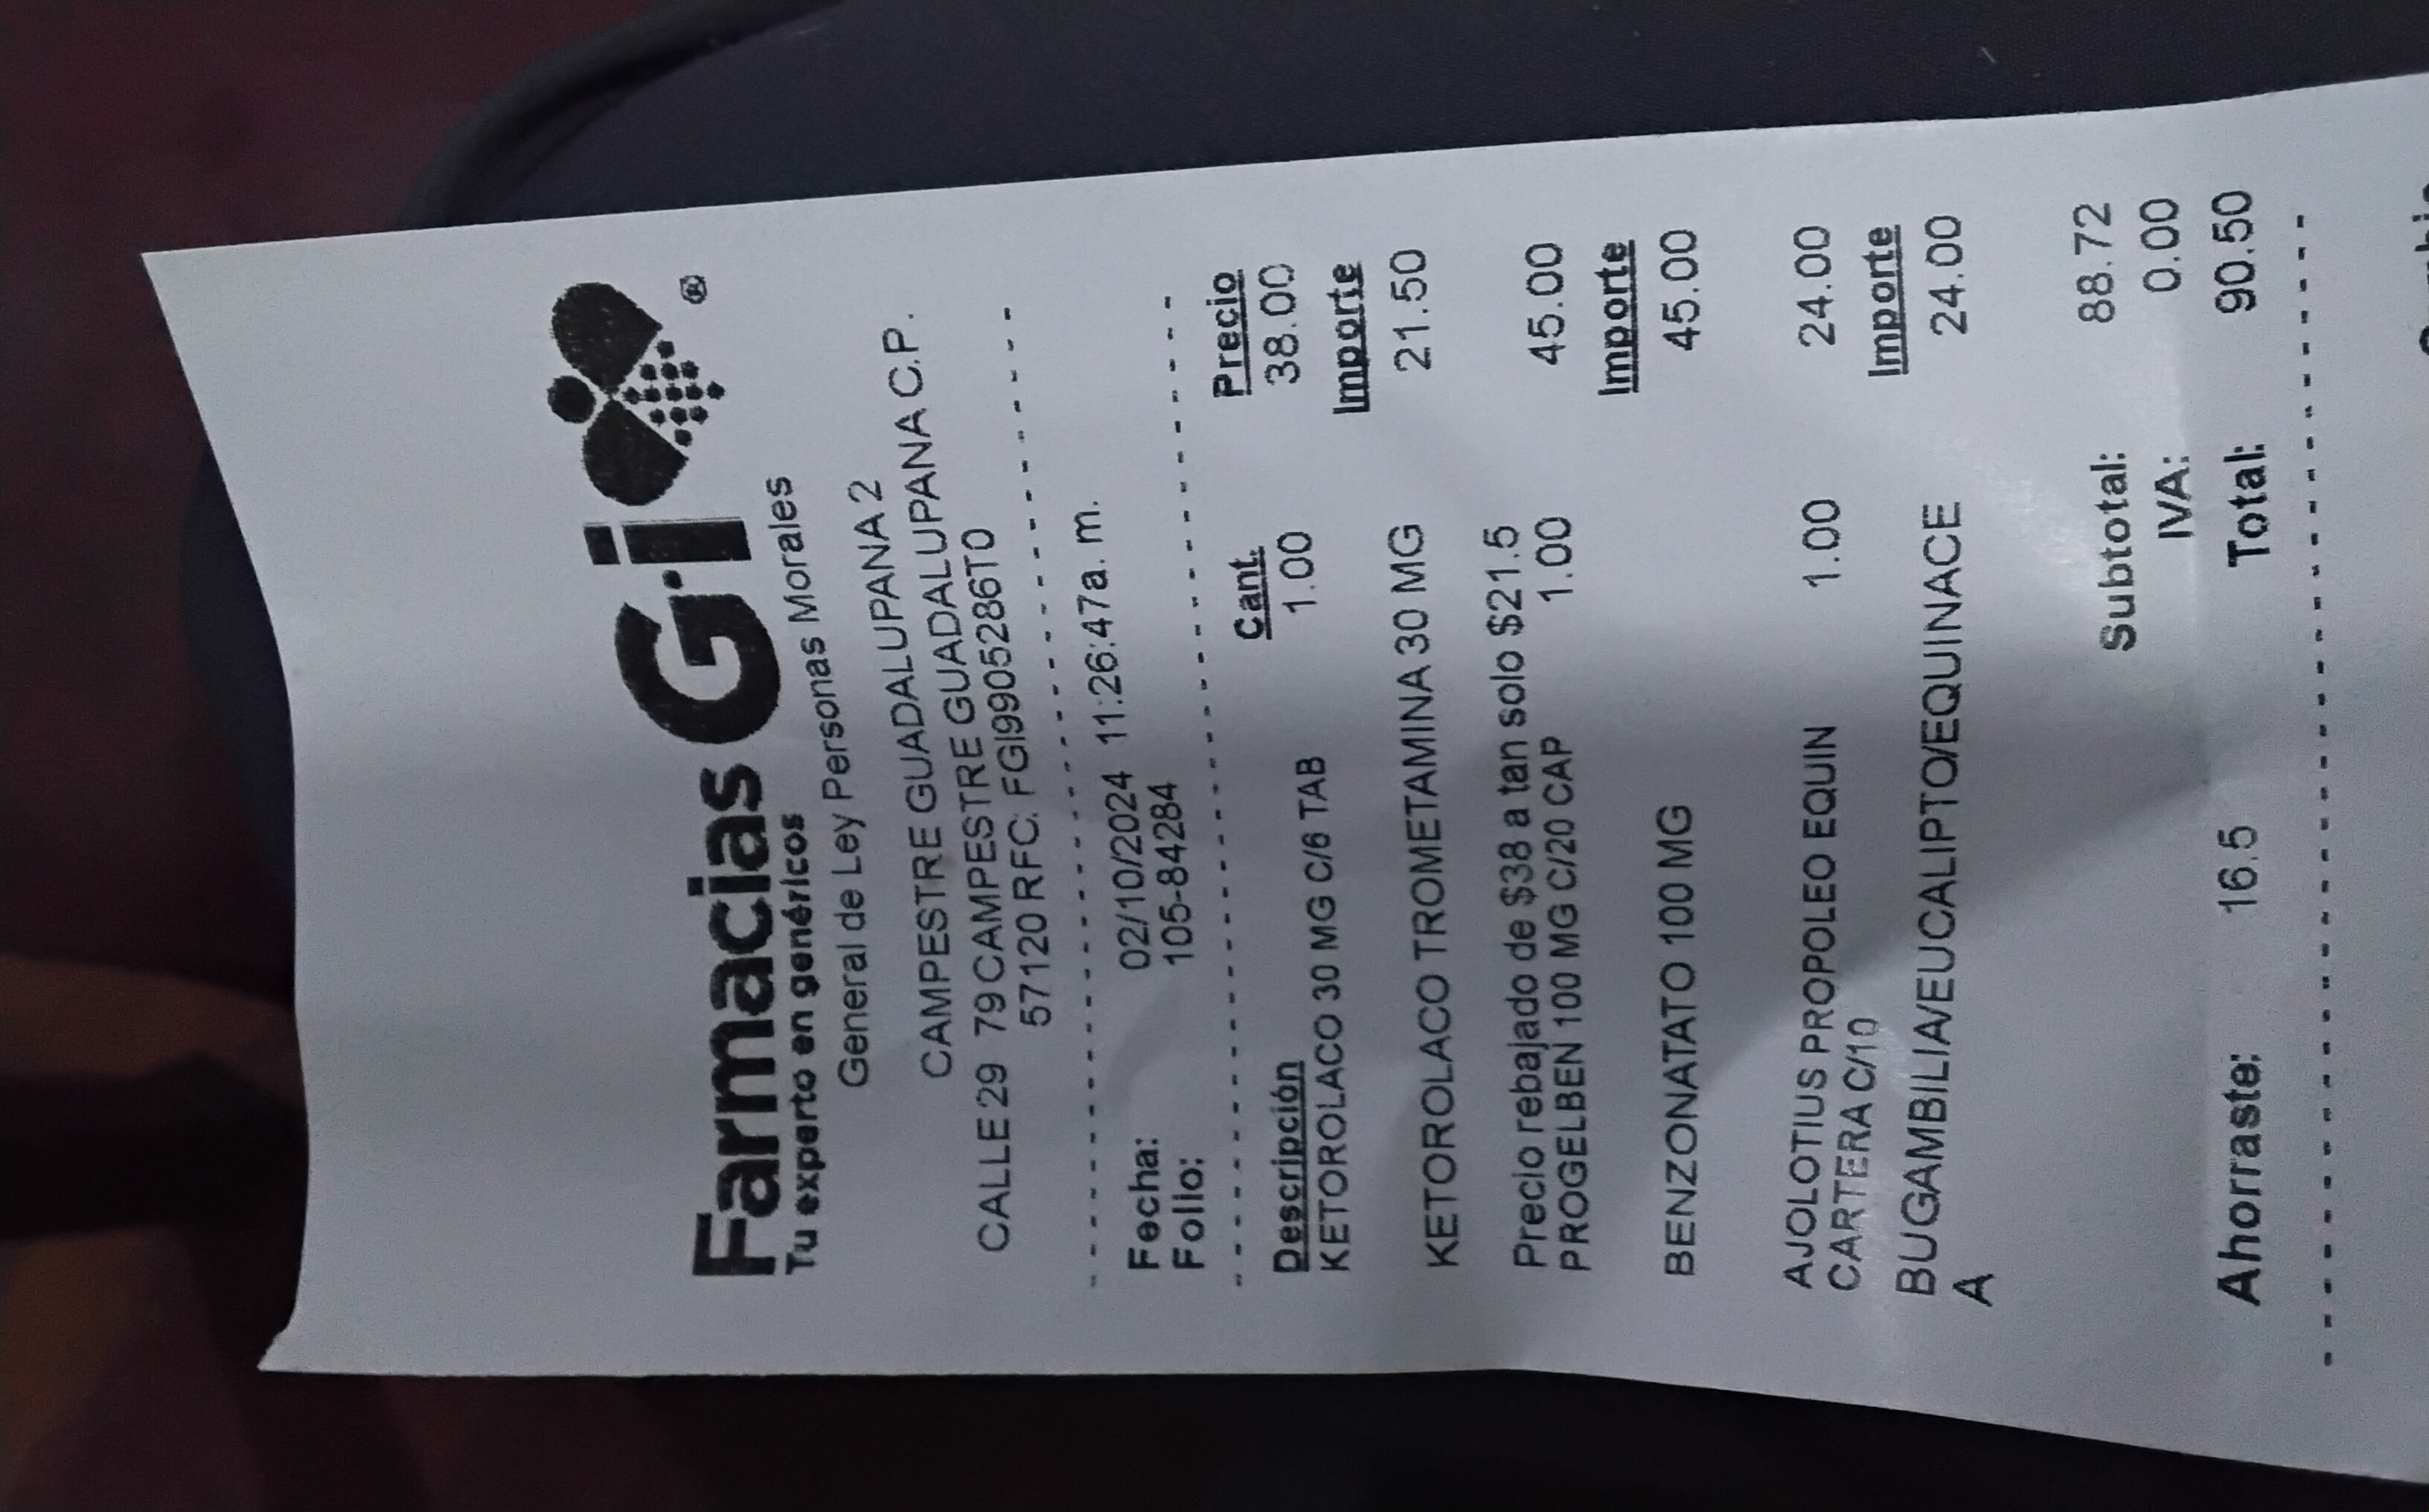 Farmacias Gi ®
Tu experto en genéricos
General de Ley Personas Morales
CAMPESTRE GUADALUPANA 2
CALLE 29 79 CAMPESTRE GUADALUPANA C.P.
57120 RFC: FGI9905286T0
Fecha: 02/10/2024 11:26:47a. m.
Folio: 105-84284
Descripción Cant. Precio
KETOROLACO 30 MG C/6 TAB 1.00 38.00
Importe
KETOROLACO TROMETAMINA 30 MG 21.50
Precio rebajado de $38 a tan solo $21.5
PROGELBEN 100 MG C/20 CAP 1.00 45.00
Importe
BENZONATATO 100 MG 45.00
AJOLOTIUS PROPOLEO EQUIN 1.00 24.00
CARTERA C/10
Importe
BUGAMBILIA/EUCALIPTO/EQUINACE 24.00
A
Subtotal: 88.72
IVA: 0.00
Ahorraste: 16.5 Total: 90.50